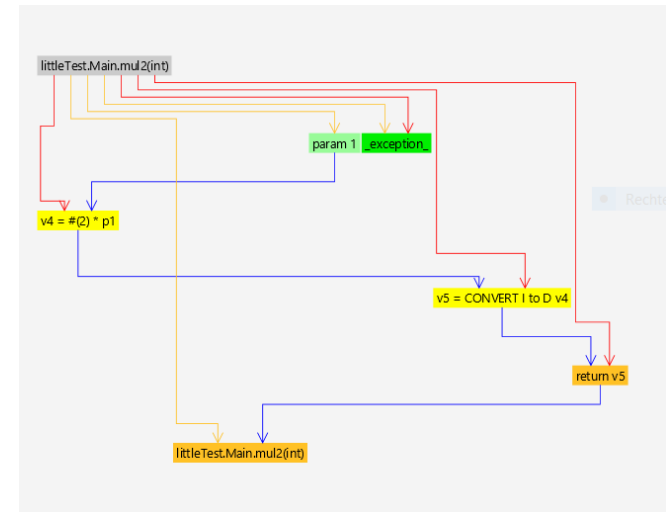 littleTest.Main.mul2(int)
param 1
_exception_
v4 = #(2) * p1
Rechte
v5 = CONVERT I to D v4
return v5
littleTest.Main.mul2(int)